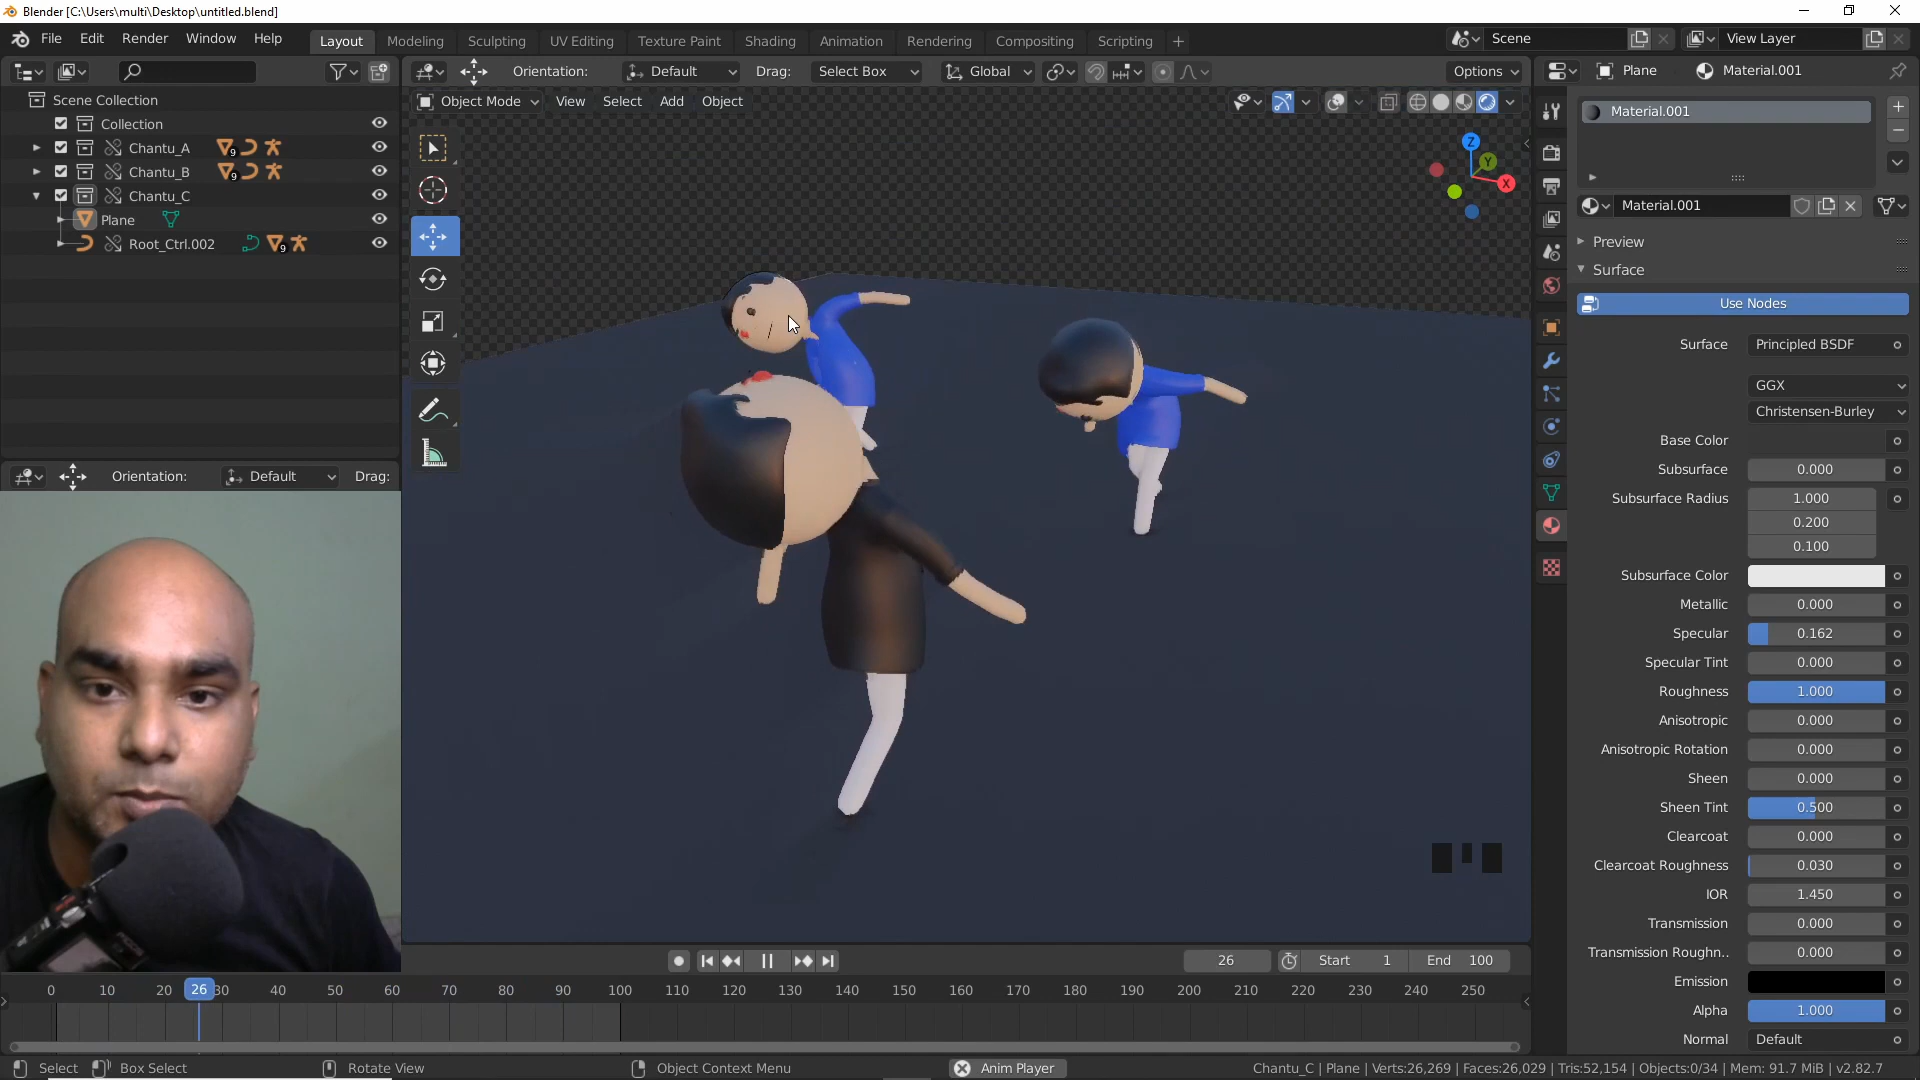 Blender [C:\Users\multi\Desktop\untitled.blend]
File Edit Render Window Help
Layout Modeling Sculpting UV Editing Texture Paint Shading Animation Rendering Compositing Scripting +
Scene
View Layer
Orientation: Default Drag: Select Box Global Options
Plane Material.001
Scene Collection
Object Mode View Select Add Object
Collection
Chantu_A 9
Chantu_B 9
Chantu_C
Plane
Root_Ctrl.002 9
Z
Y
X
Material.001
Material.001
Preview
Surface
Use Nodes
Surface Principled BSDF
GGX
Christensen-Burley
Base Color
Subsurface 0.000
Subsurface Radius 1.000
0.200
0.100
Subsurface Color
Metallic 0.000
Specular 0.162
Specular Tint 0.000
Roughness 1.000
Anisotropic 0.000
Anisotropic Rotation 0.000
Sheen 0.000
Sheen Tint 0.500
Clearcoat 0.000
Clearcoat Roughness 0.030
IOR 1.450
Transmission 0.000
Transmission Roughn.. 0.000
Emission
Alpha 1.000
Normal Default
Orientation: Default Drag:
26 Start 1 End 100
0 10 20 26 30 40 50 60 70 80 90 100 110 120 130 140 150 160 170 180 190 200 210 220 230 240 250
Select Box Select Rotate View Object Context Menu Anim Player Chantu_C | Plane | Verts:26,269 | Faces:26,029 | Tris:52,154 | Objects:0/34 | Mem: 91.7 MiB | v2.82.7